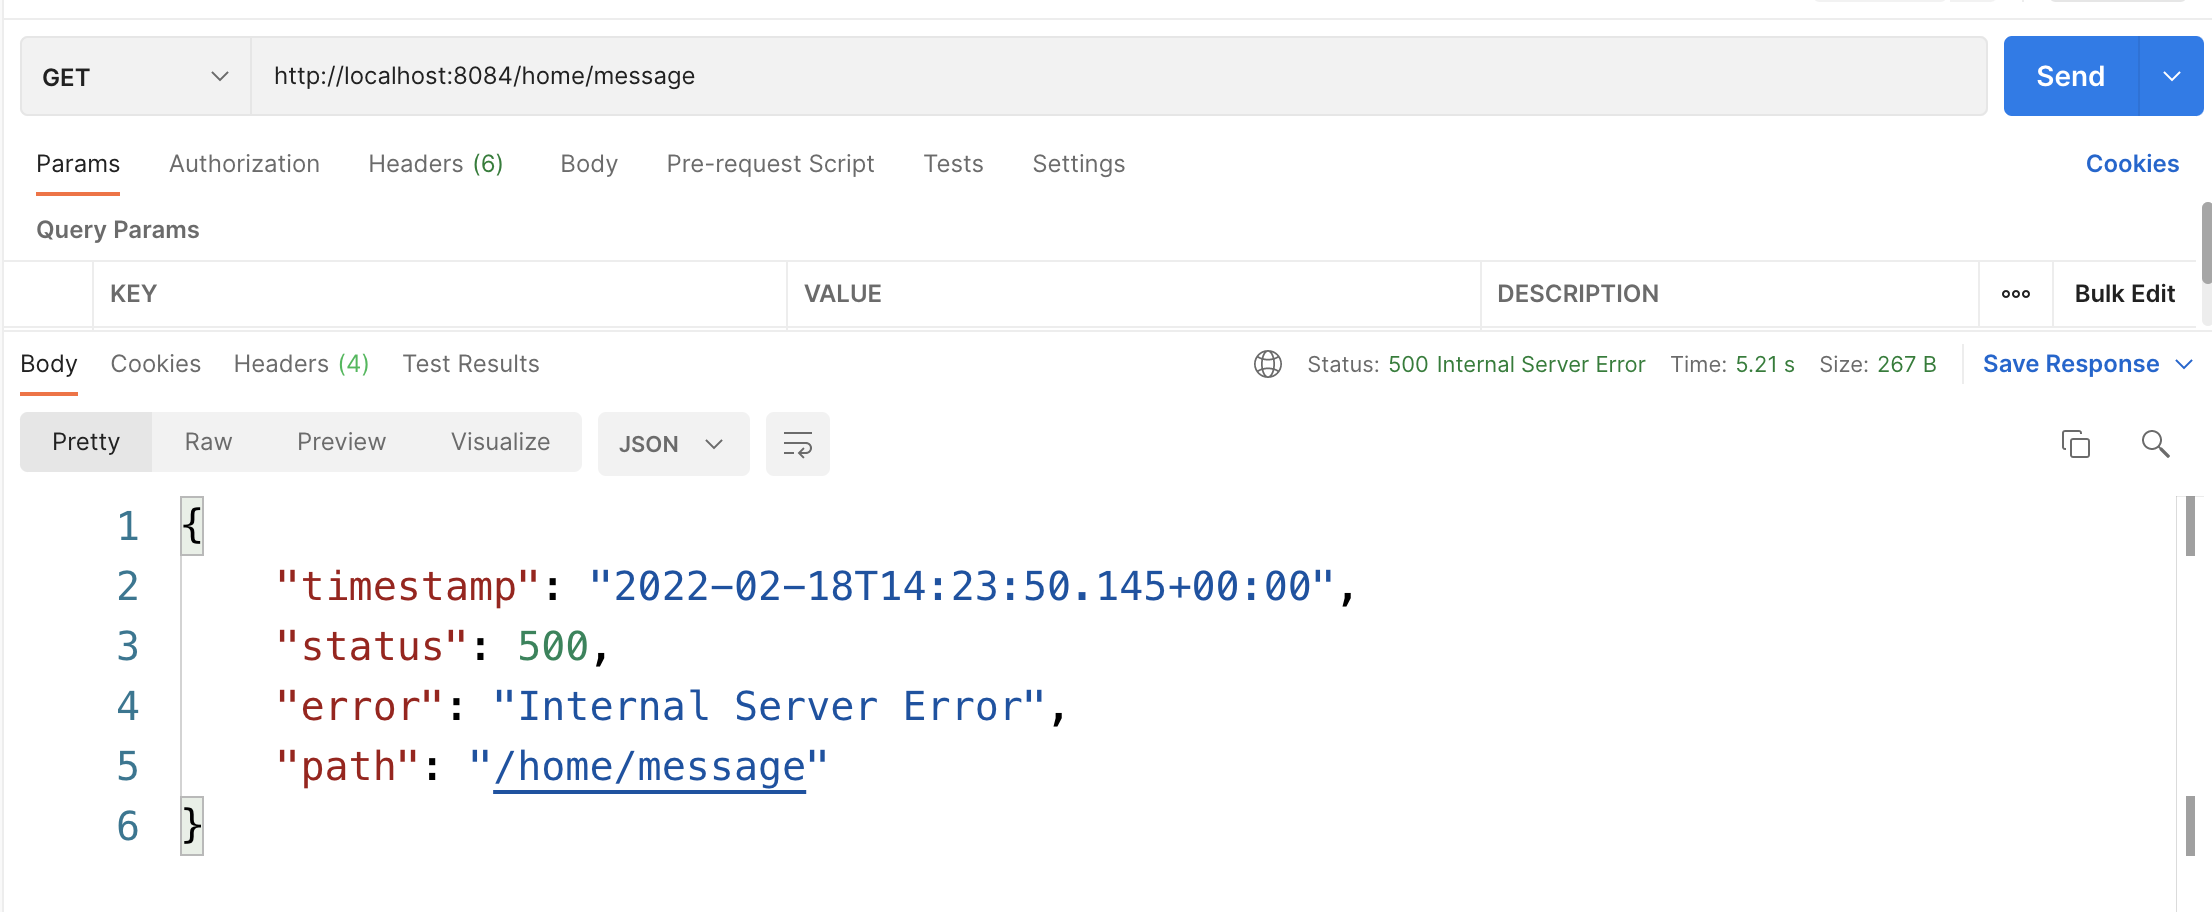 GET http://localhost:8084/home/message Send
Params Authorization Headers (6) Body Pre-request Script Tests Settings Cookies
Query Params
KEY VALUE DESCRIPTION ooo Bulk Edit
Body Cookies Headers (4) Test Results Status: 500 Internal Server Error Time: 5.21 s Size: 267 B Save Response
Pretty Raw Preview Visualize JSON
1 {
2 "timestamp": "2022-02-18T14:23:50.145+00:00",
3 "status": 500,
4 "error": "Internal Server Error",
5 "path": "/home/message"
6 }